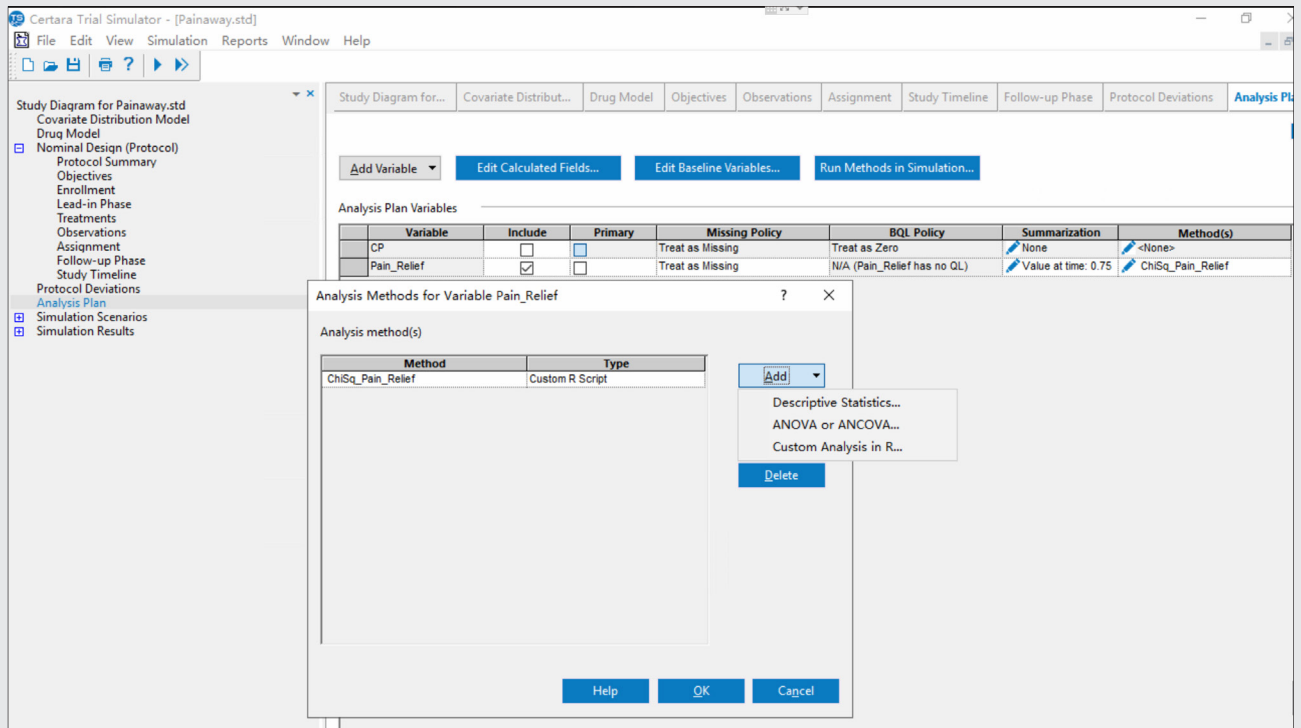 Certara Trial Simulator - [Painaway.std]
File Edit View Simulation Reports Window Help
Study Diagram for Painaway.std
Covariate Distribution Model
Drug Model
Nominal Design (Protocol)
Protocol Summary
Objectives
Enrollment
Lead-in Phase
Treatments
Observations
Assignment
Follow-up Phase
Study Timeline
Protocol Deviations
Analysis Plan
Simulation Scenarios
Simulation Results
Study Diagram for... Covariate Distribut... Drug Model Objectives Observations Assignment Study Timeline Follow-up Phase Protocol Deviations Analysis Pla
Add Variable Edit Calculated Fields... Edit Baseline Variables... Run Methods in Simulation...
Analysis Plan Variables
Variable Include Primary Missing Policy BQL Policy Summarization Method(s)
CP Treat as Missing Treat as Zero None <None>
Pain_Relief Treat as Missing N/A (Pain_Relief has no QL) Value at time: 0.75 ChiSq_Pain_Relief
Analysis Methods for Variable Pain_Relief ?
Analysis method(s)
Method Type
ChiSq_Pain_Relief Custom R Script
Add
Descriptive Statistics...
ANOVA or ANCOVA...
Custom Analysis in R...
Delete
Help OK Cancel